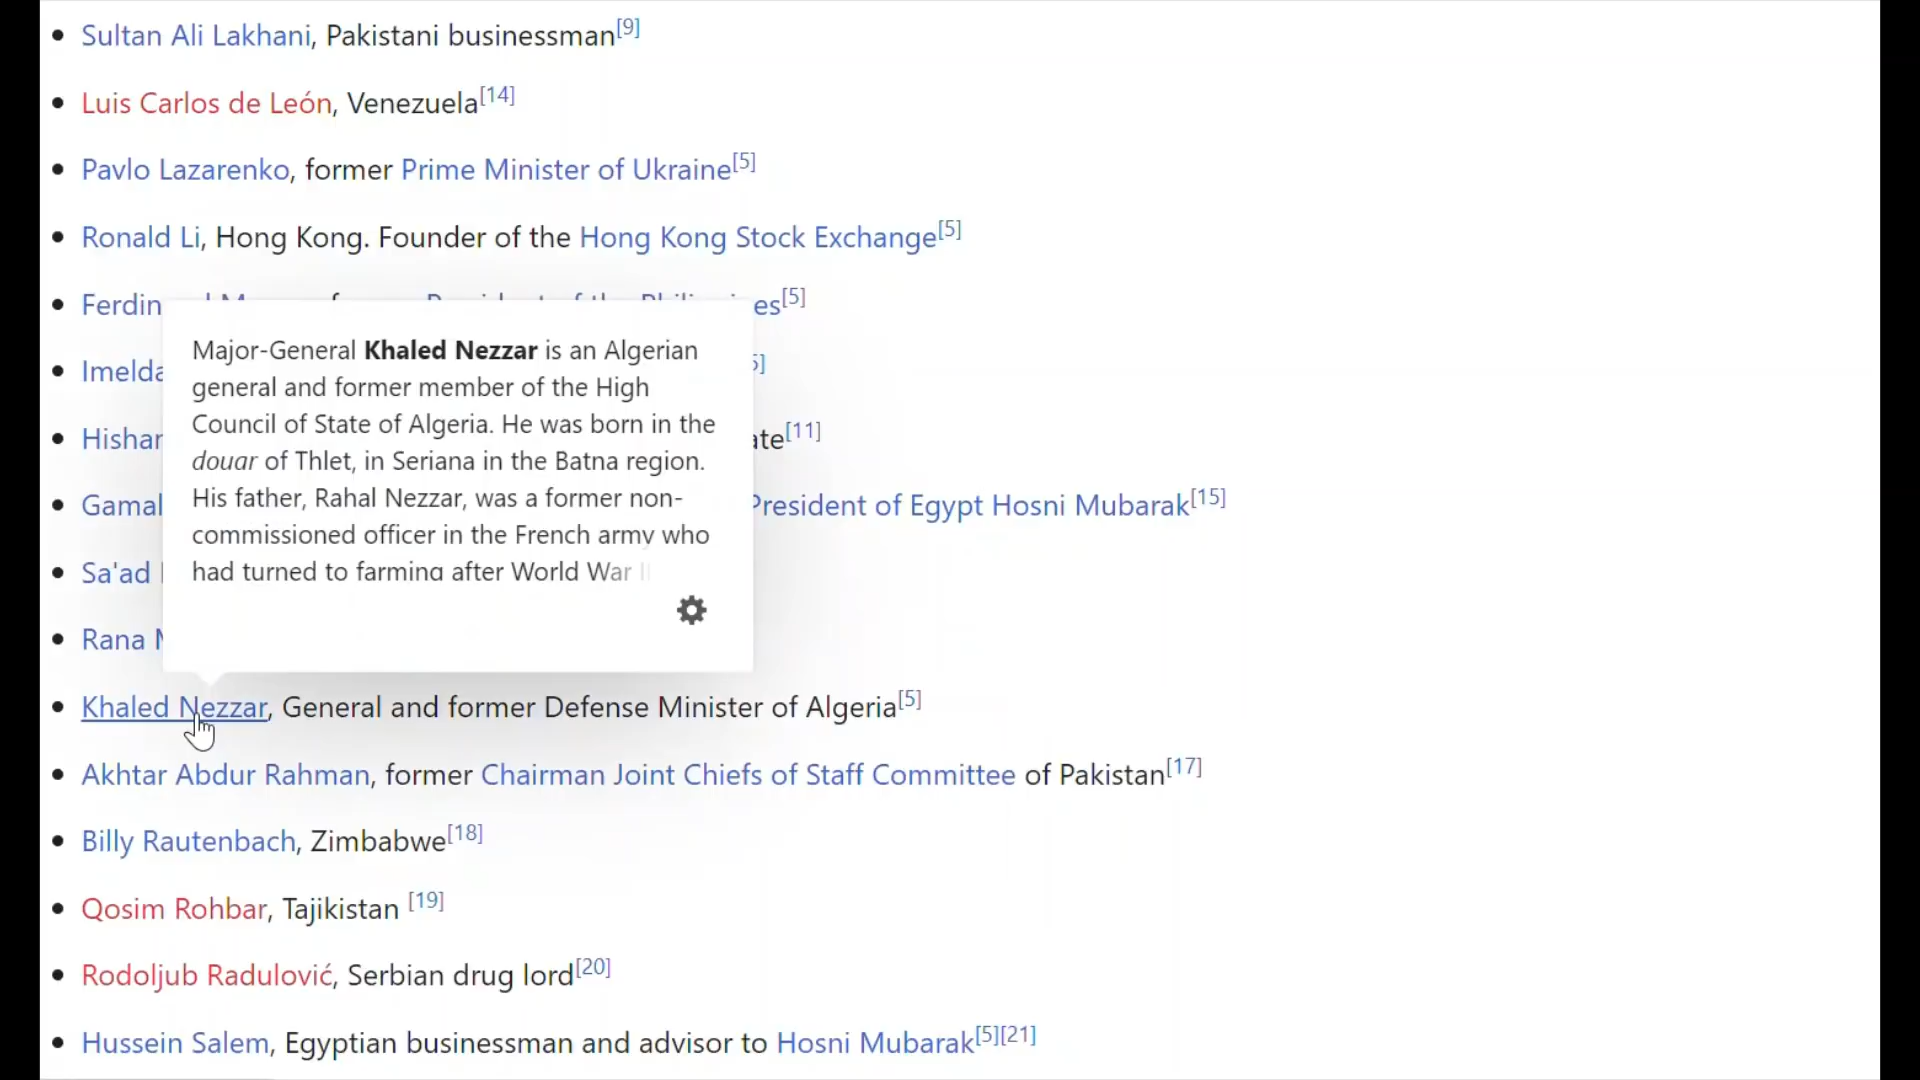 Sultan Ali Lakhani, Pakistani businessman[9]
Luis Carlos de León, Venezuela[14]
Pavlo Lazarenko, former Prime Minister of Ukraine[5]
Ronald Li, Hong Kong. Founder of the Hong Kong Stock Exchange[5]
Ferdin es[5]
Imelda 5]
Hishar ate[11]
Gamal President of Egypt Hosni Mubarak[15]
Sa'ad
Rana
Major-General Khaled Nezzar is an Algerian
general and former member of the High
Council of State of Algeria. He was born in the
douar of Thlet, in Seriana in the Batna region.
His father, Rahal Nezzar, was a former non-
commissioned officer in the French army who
had turned to farming after World War II
Khaled Nezzar, General and former Defense Minister of Algeria[5]
Akhtar Abdur Rahman, former Chairman Joint Chiefs of Staff Committee of Pakistan[17]
Billy Rautenbach, Zimbabwe[18]
Qosim Rohbar, Tajikistan [19]
Rodoljub Radulović, Serbian drug lord[20]
Hussein Salem, Egyptian businessman and advisor to Hosni Mubarak[5][21]